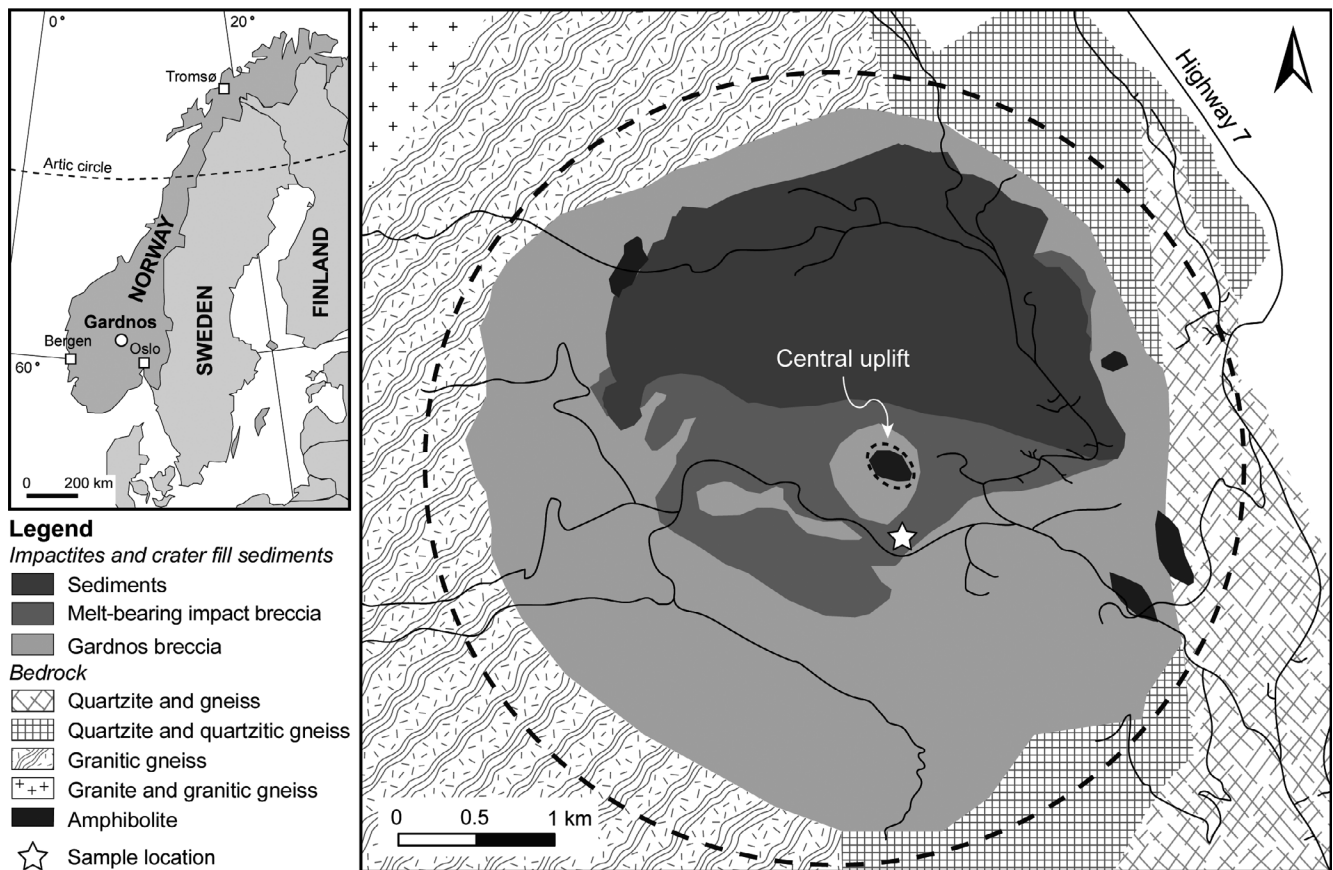 0°
20°
Tromsø
Artic circle
NORWAY
SWEDEN
FINLAND
Gardnos
Bergen
Oslo
60°
0
200 km
Highway 7
Central uplift
0
0.5
1 km
Legend
Impactites and crater fill sediments
Sediments
Melt-bearing impact breccia
Gardnos breccia
Bedrock
Quartzite and gneiss
Quartzite and quartzitic gneiss
Granitic gneiss
Granite and granitic gneiss
Amphibolite
Sample location